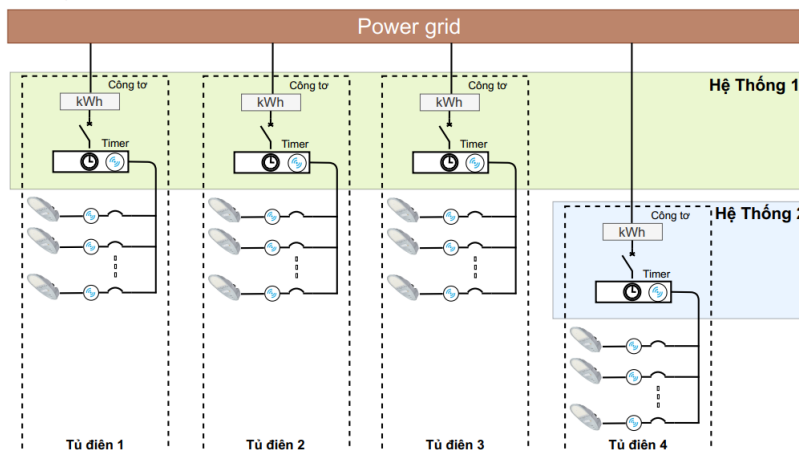 Power grid
Hệ Thống 1
Công tơ
kWh
Timer
Công tơ
kWh
Timer
Công tơ
kWh
Timer
Hệ Thống 2
Công tơ
kWh
Timer
Tủ điện 1
Tủ điện 2
Tủ điện 3
Tủ điện 4